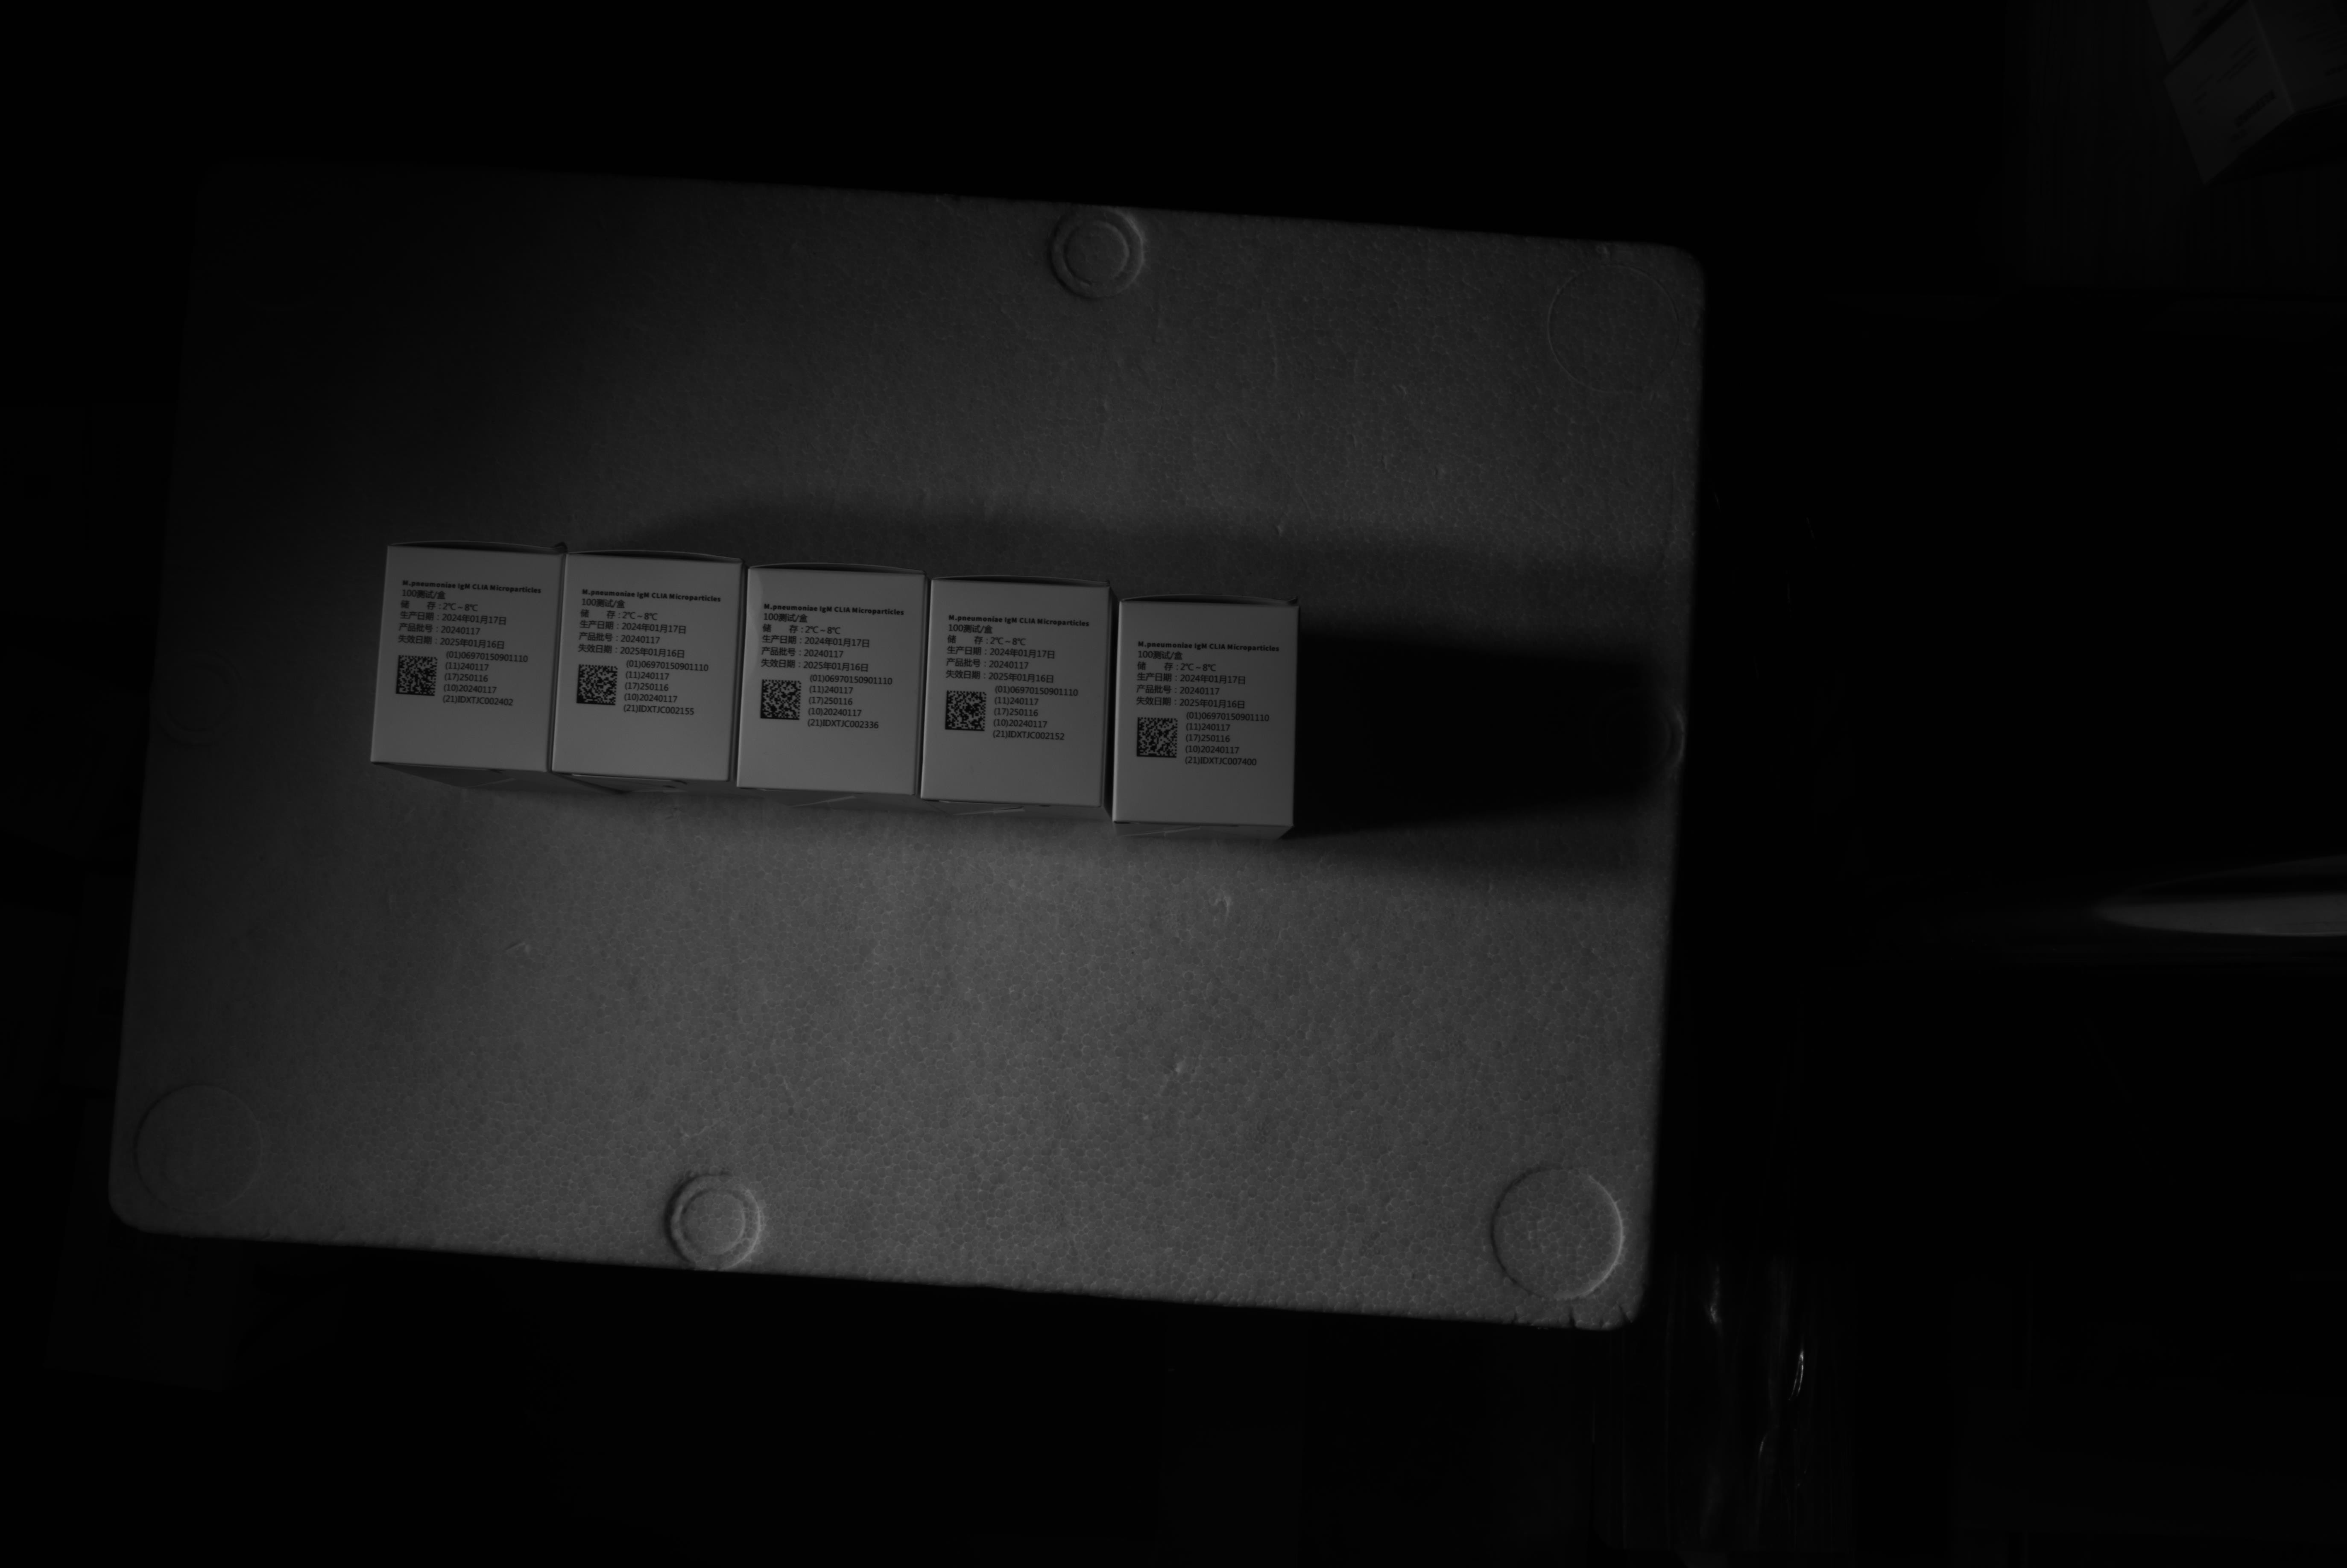 M.pneumoniae IgM CLIA Microparticles
100测试/盒
储 存：2℃~8℃
生产日期：2024年01月17日
产品批号：20240117
失效日期：2025年01月16日
(01)06970150901110
(11)240117
(17)250116
(10)20240117
(21)IDXTJC002402
M.pneumoniae IgM CLIA Microparticles
100测试/盒
储 存：2℃~8℃
生产日期：2024年01月17日
产品批号：20240117
失效日期：2025年01月16日
(01)06970150901110
(11)240117
(17)250116
(10)20240117
(21)IDXTJC002155
M.pneumoniae IgM CLIA Microparticles
100测试/盒
储 存：2℃~8℃
生产日期：2024年01月17日
产品批号：20240117
失效日期：2025年01月16日
(01)06970150901110
(11)240117
(17)250116
(10)20240117
(21)IDXTJC002336
M.pneumoniae IgM CLIA Microparticles
100测试/盒
储 存：2℃~8℃
生产日期：2024年01月17日
产品批号：20240117
失效日期：2025年01月16日
(01)06970150901110
(11)240117
(17)250116
(10)20240117
(21)IDXTJC002152
M.pneumoniae IgM CLIA Microparticles
100测试/盒
储 存：2℃~8℃
生产日期：2024年01月17日
产品批号：20240117
失效日期：2025年01月16日
(01)06970150901110
(11)240117
(17)250116
(10)20240117
(21)IDXTJC007400